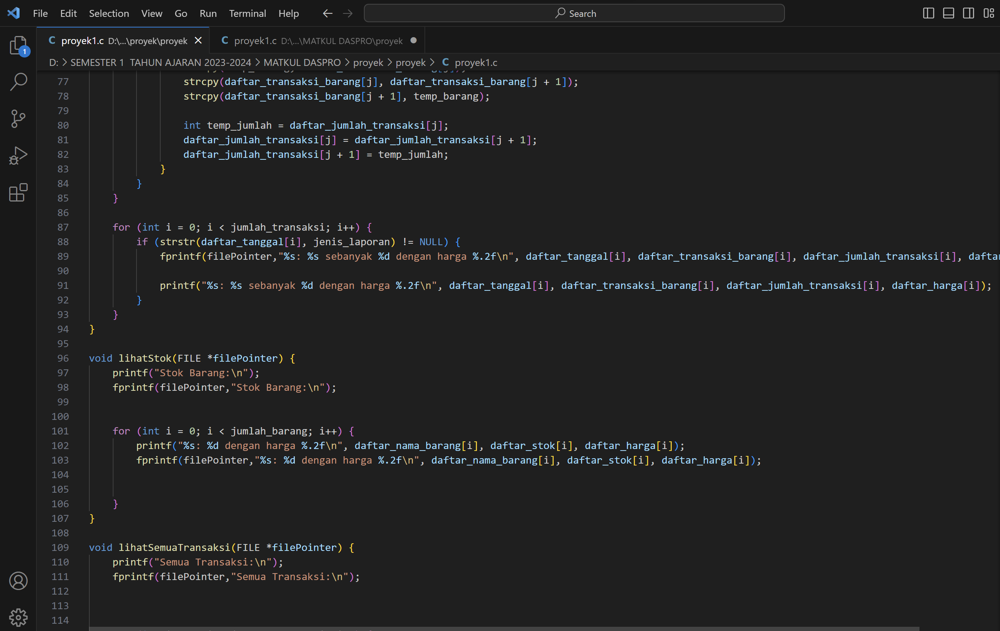 File Edit Selection View Go Run Terminal Help Search
1
C proyek1.c D:\...\proyek\proyek
C proyek1.c D:\...\MATKUL DASPRO\proyek
D: > SEMESTER 1 TAHUN AJARAN 2023-2024 > MATKUL DASPRO > proyek > proyek > C proyek1.c
77 strcpy(daftar_transaksi_barang[j], daftar_transaksi_barang[j + 1]);
78 strcpy(daftar_transaksi_barang[j + 1], temp_barang);
79
80 int temp_jumlah = daftar_jumlah_transaksi[j];
81 daftar_jumlah_transaksi[j] = daftar_jumlah_transaksi[j + 1];
82 daftar_jumlah_transaksi[j + 1] = temp_jumlah;
83 }
84 }
85 }
86
87 for (int i = 0; i < jumlah_transaksi; i++) {
88 if (strstr(daftar_tanggal[i], jenis_laporan) != NULL) {
89 fprintf(filePointer,"%s: %s sebanyak %d dengan harga %.2f\n", daftar_tanggal[i], daftar_transaksi_barang[i], daftar_jumlah_transaksi[i],
90
91 printf("%s: %s sebanyak %d dengan harga %.2f\n", daftar_tanggal[i], daftar_transaksi_barang[i], daftar_jumlah_transaksi[i], daftar_harga[i]);
92 }
93 }
94 }
95
96 void lihatStok(FILE *filePointer) {
97 printf("Stok Barang:\n");
98 fprintf(filePointer,"Stok Barang:\n");
99
100
101 for (int i = 0; i < jumlah_barang; i++) {
102 printf("%s: %d dengan harga %.2f\n", daftar_nama_barang[i], daftar_stok[i], daftar_harga[i]);
103 fprintf(filePointer,"%s: %d dengan harga %.2f\n", daftar_nama_barang[i], daftar_stok[i], daftar_harga[i]);
104
105
106 }
107 }
108
109 void lihatSemuaTransaksi(FILE *filePointer) {
110 printf("Semua Transaksi:\n");
111 fprintf(filePointer,"Semua Transaksi:\n");
112
113
114